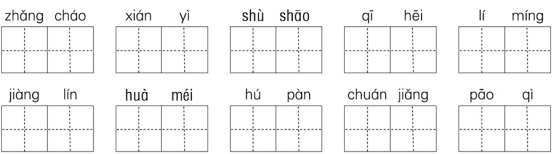 zhǎng cháo xián yì shù shāo qī hēi lí míng
jiàng lín huà méi hú pàn chuán jiǎng pāo qì